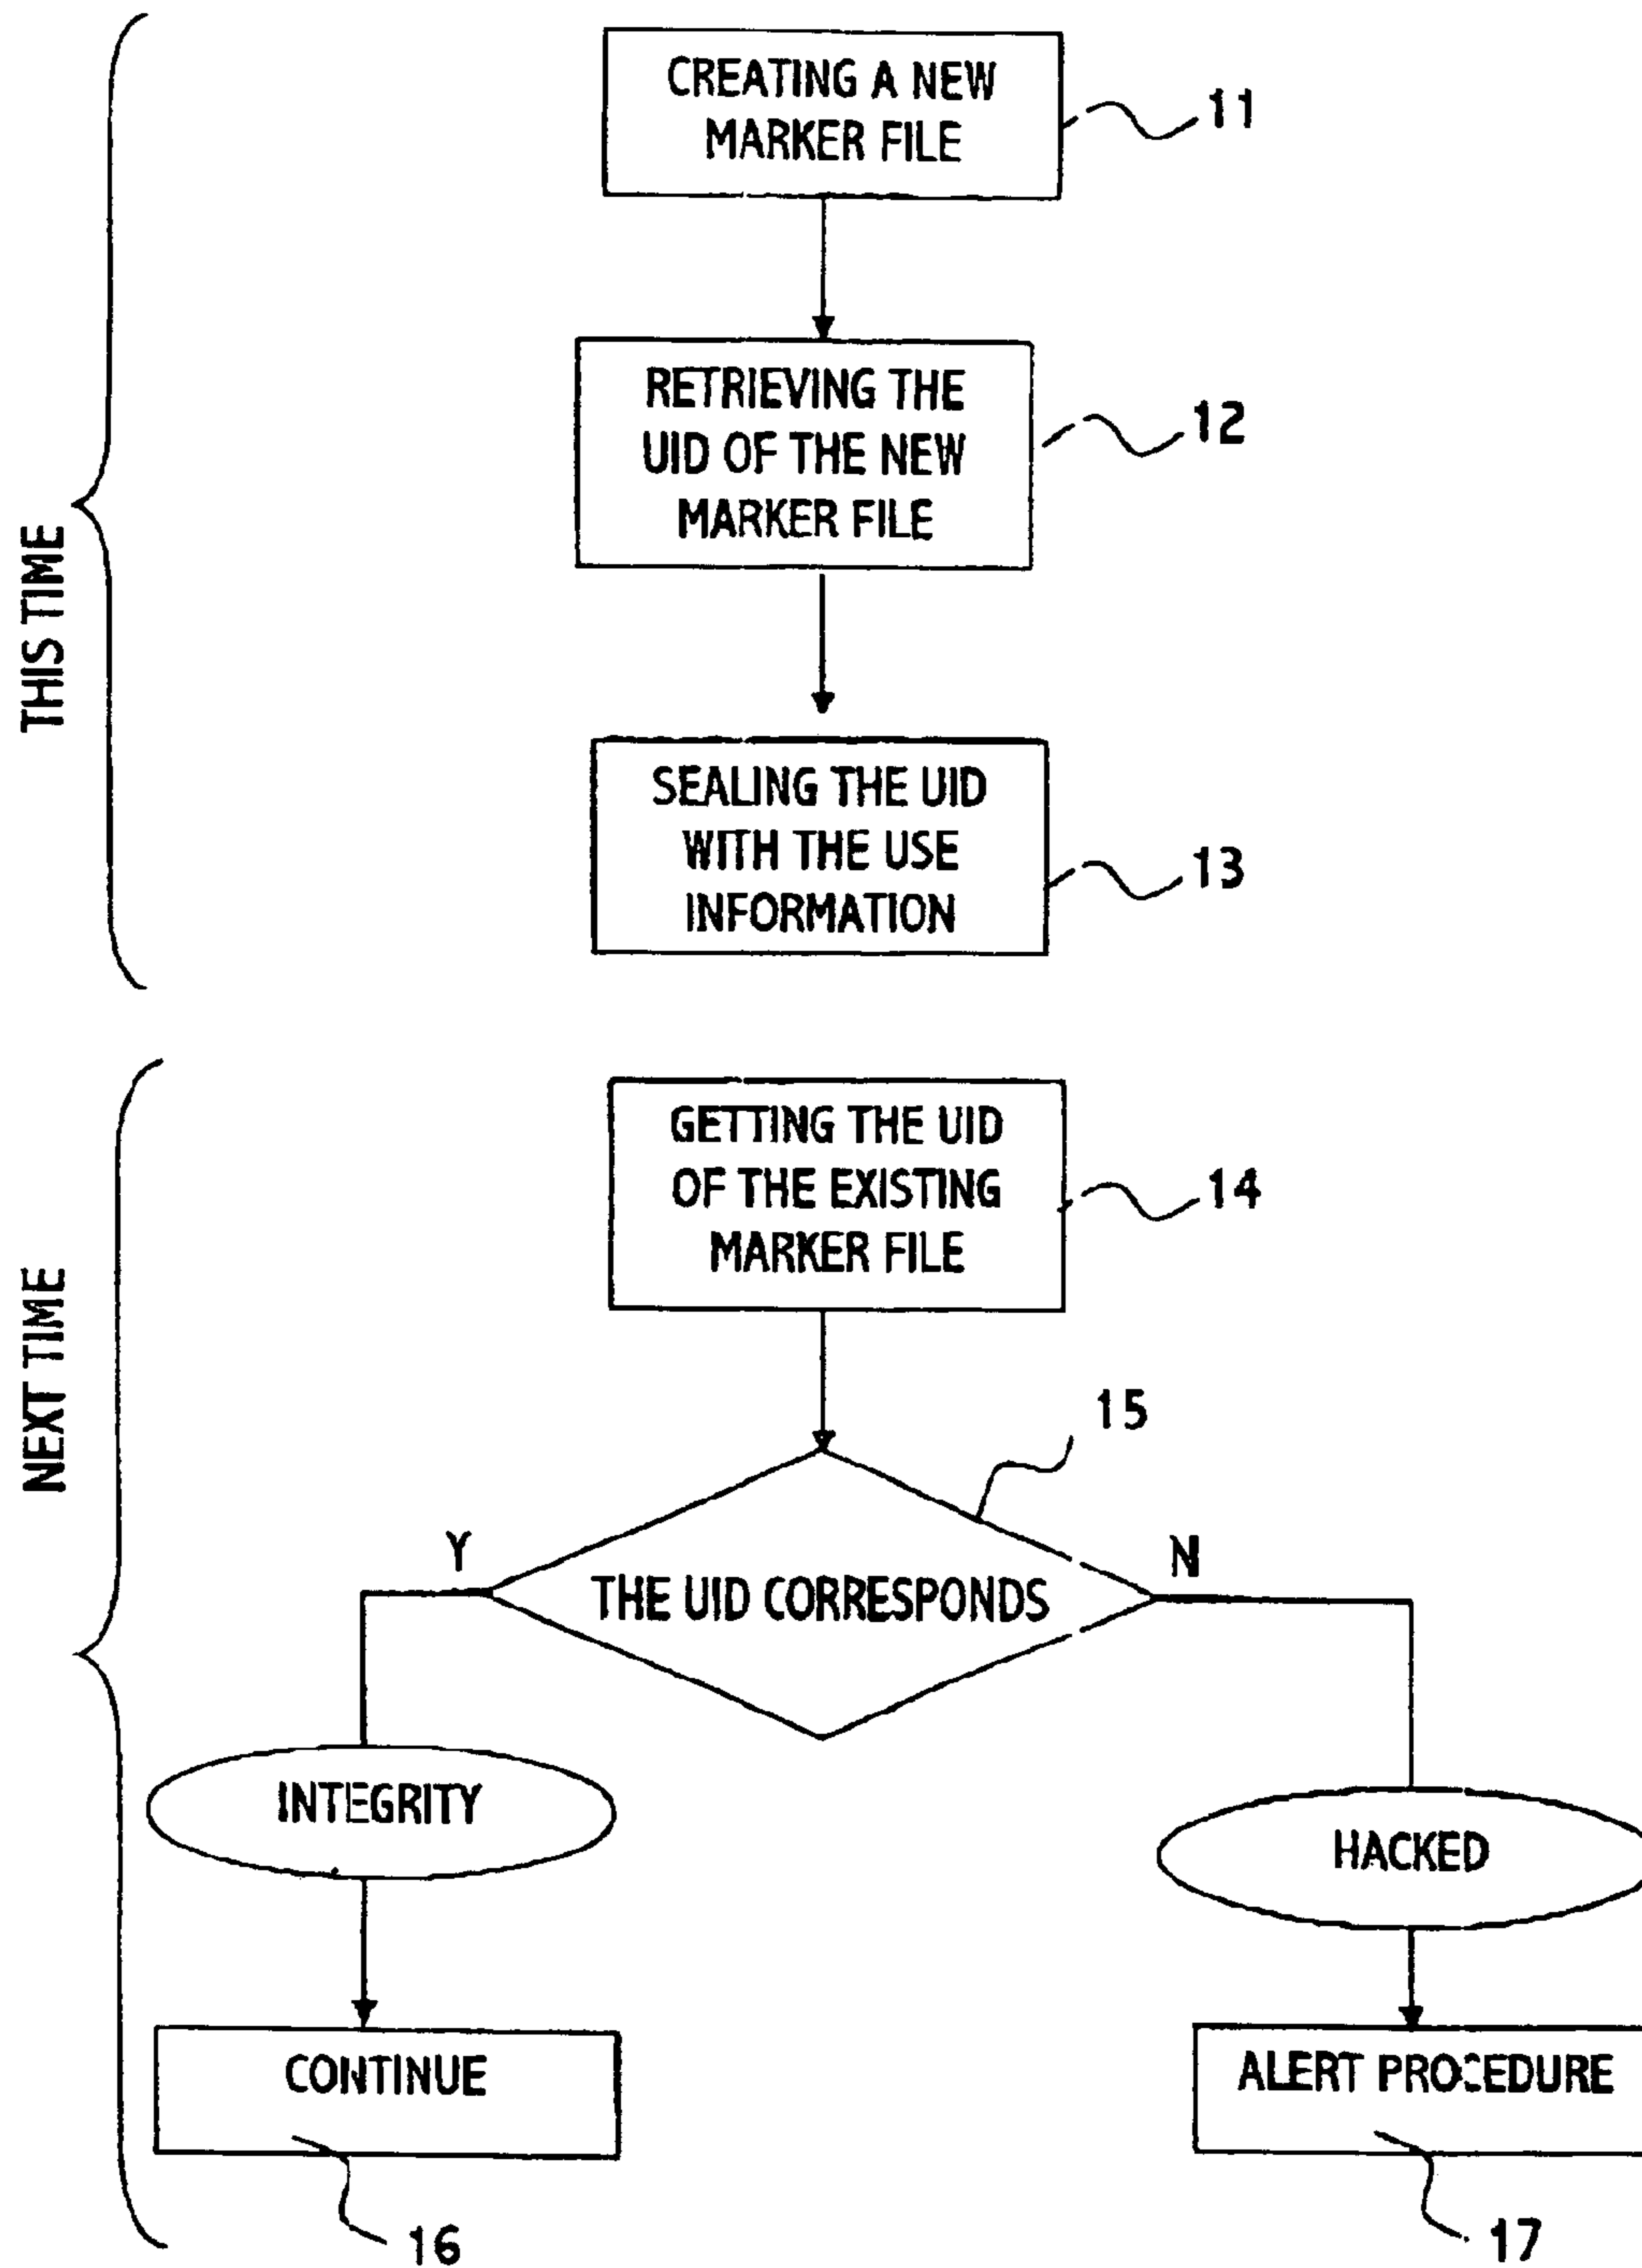 CREATING A NEW
MARKER FILE
11
RETRIEVING THE
UID OF THE NEW
MARKER FILE
12
THIS TIME
SEALING THE UID
WITH THE USE
INFORMATION
13
GETTING THE UID
OF THE EXISTING
MARKER FILE
14
NEXT TIME
15
Y
N
THE UID CORRESPONDS
INTEGRITY
HACKED
CONTINUE
ALERT PROCEDURE
16
17